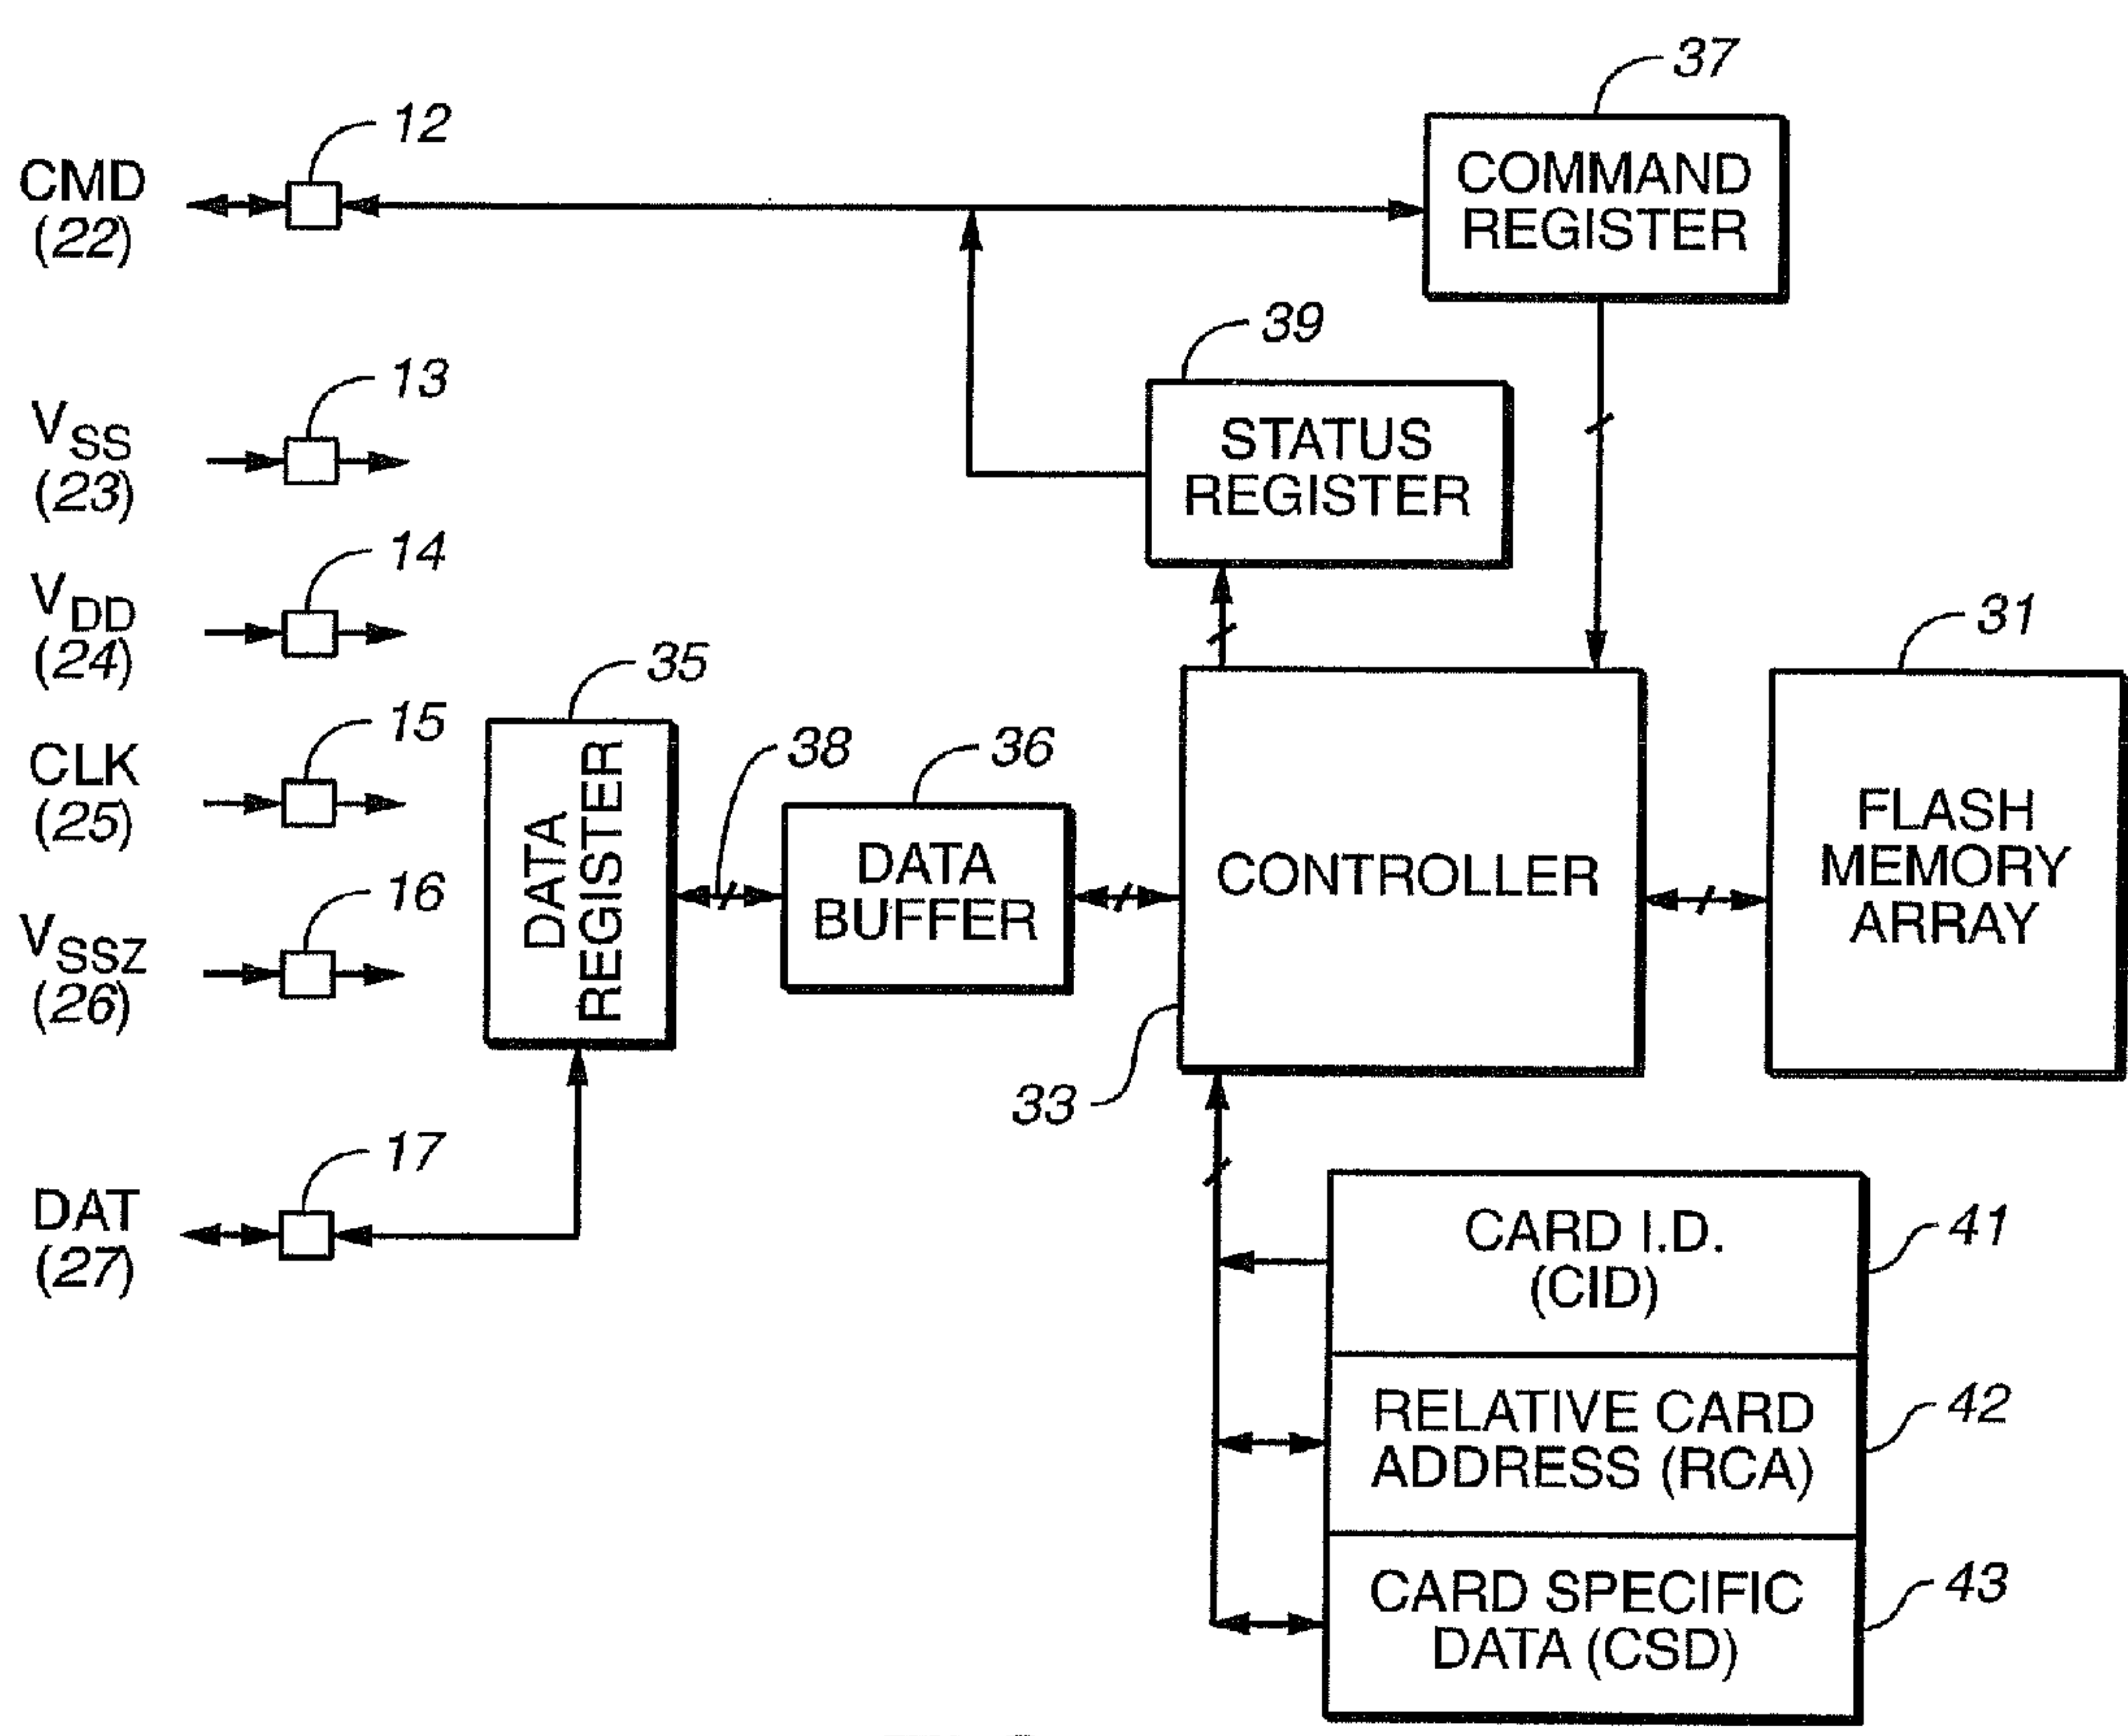 37
12
CMD
(22)
COMMAND
REGISTER
39
13
VSS
(23)
STATUS
REGISTER
14
VDD
(24)
31
35
15
CLK
(25)
38
36
DATA
REGISTER
DATA
BUFFER
CONTROLLER
FLASH
MEMORY
ARRAY
16
VSSZ
(26)
33
17
DAT
(27)
CARD I.D.
(CID)
41
RELATIVE CARD
ADDRESS (RCA)
42
CARD SPECIFIC
DATA (CSD)
43